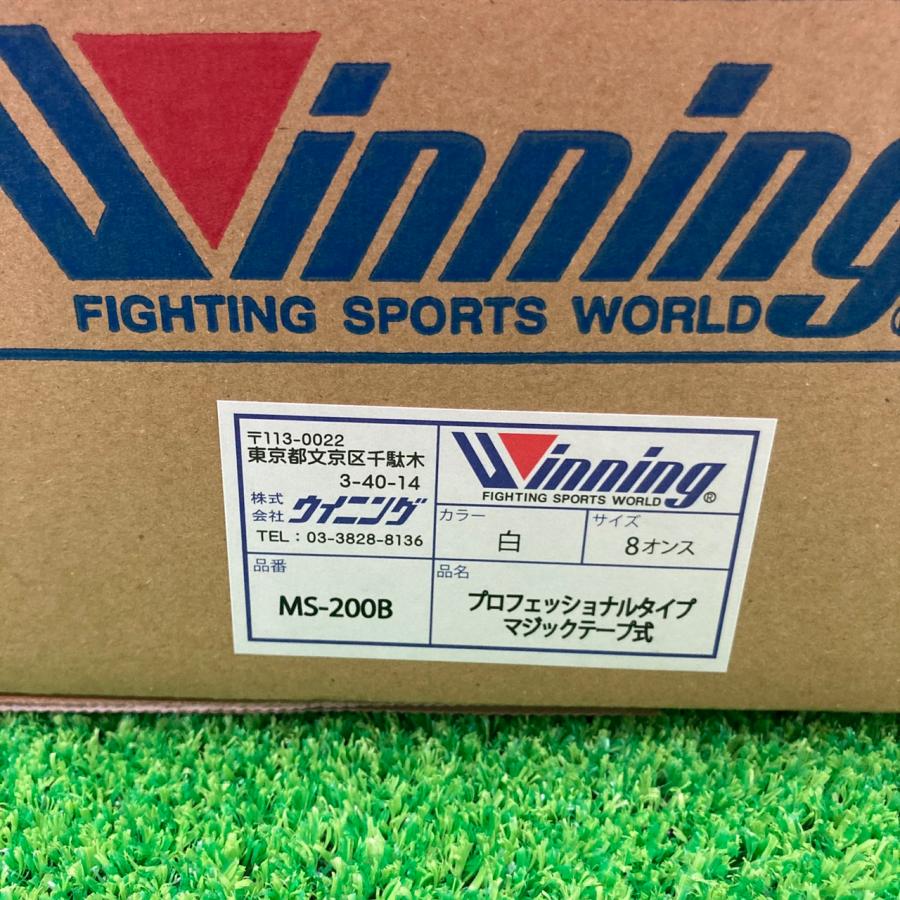 Winning
FIGHTING SPORTS WORLD
〒113-0022
東京都文京区千駄木
3-40-14
株式
会社 ウイニング
TEL：03-3828-8136
Winning®
FIGHTING SPORTS WORLD
カラー
白
サイズ
8オンス
品番
MS-200B
品名
プロフェッショナルタイプ
マジックテープ式